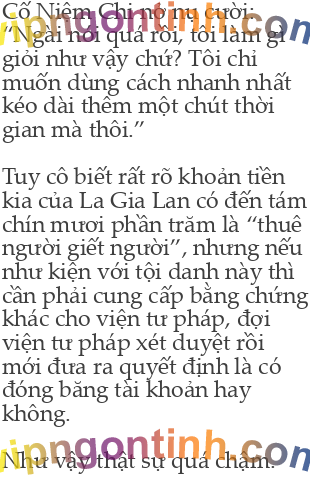 Cố Niệm Chi nở nụ cười:
“Ngài nói quá rồi, tôi làm gì
giỏi như vậy chứ? Tôi chỉ
muốn dùng cách nhanh nhất
kéo dài thêm một chút thời
gian mà thôi.”
Tuy cô biết rất rõ khoản tiền
kia của La Gia Lan có đến tám
chín mươi phần trăm là “thuê
người giết người”, nhưng nếu
như kiện với tội danh này thì
cần phải cung cấp bằng chứng
khác cho viện tư pháp, đợi
viện tư pháp xét duyệt rồi
mới đưa ra quyết định là có
đóng băng tài khoản hay
không.
vipngontinh.com
Như vậy thật sự quá chậm.